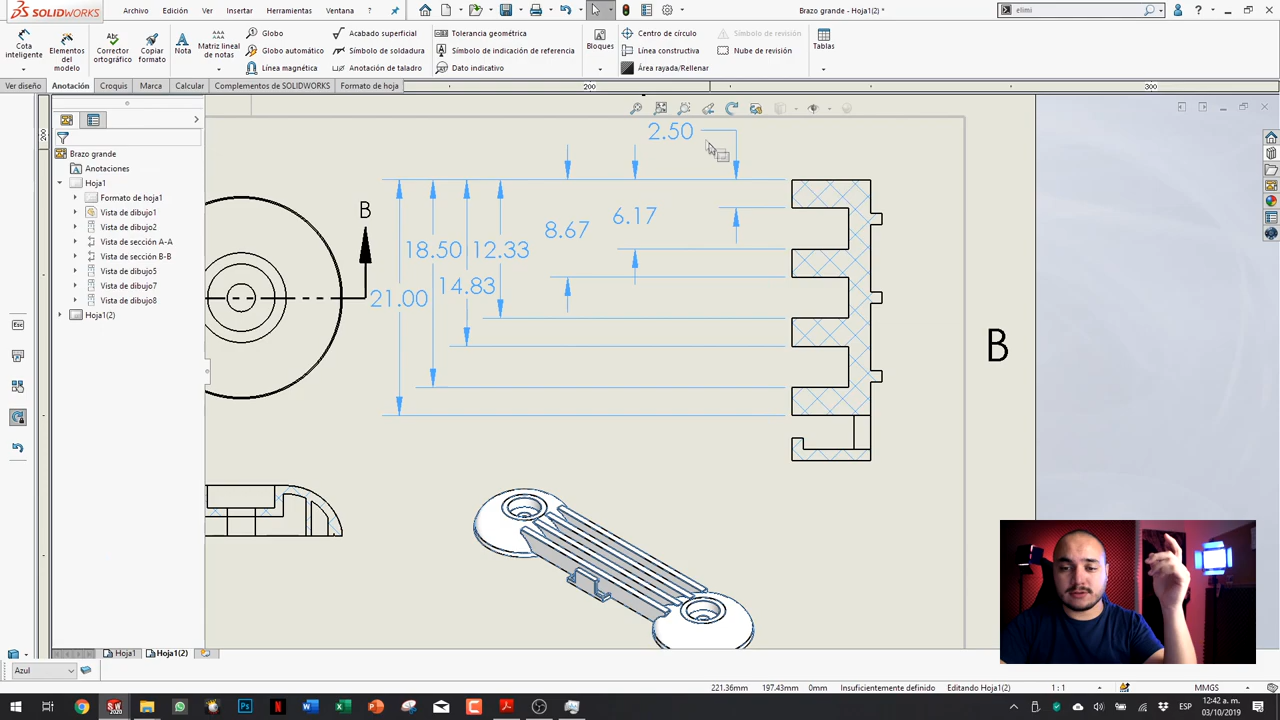 SOLIDWORKS
Archivo Edición Ver Insertar Herramientas Ventana
Brazo grande - Hoja1(2) *
elimi
Cota inteligente
Elementos del modelo
Corrector ortográfico
Copiar formato
Nota
Matriz lineal de notas
Globo
Globo automático
Línea magnética
Acabado superficial
Símbolo de soldadura
Anotación de taladro
Tolerancia geométrica
Símbolo de indicación de referencia
Dato indicativo
Bloques
Centro de círculo
Línea constructiva
Área rayada/Rellenar
Símbolo de revisión
Nube de revisión
Tablas
Ver diseño Anotación Croquis Marca Calcular Complementos de SOLIDWORKS Formato de hoja
200
300
200
Brazo grande
Anotaciones
Hoja1
Formato de hoja1
Vista de dibujo1
Vista de dibujo2
Vista de sección A-A
Vista de sección B-B
Vista de dibujo5
Vista de dibujo7
Vista de dibujo8
Hoja1(2)
2.50
B
6.17
8.67
18.50 12.33
14.83
21.00
B
Esc
Hoja1 Hoja1(2)
Azul
221.36mm 197.43mm 0mm Insuficientemente definido Editando Hoja1(2) 1 : 1 MMGS
ESP
12:42 a. m.
03/10/2019